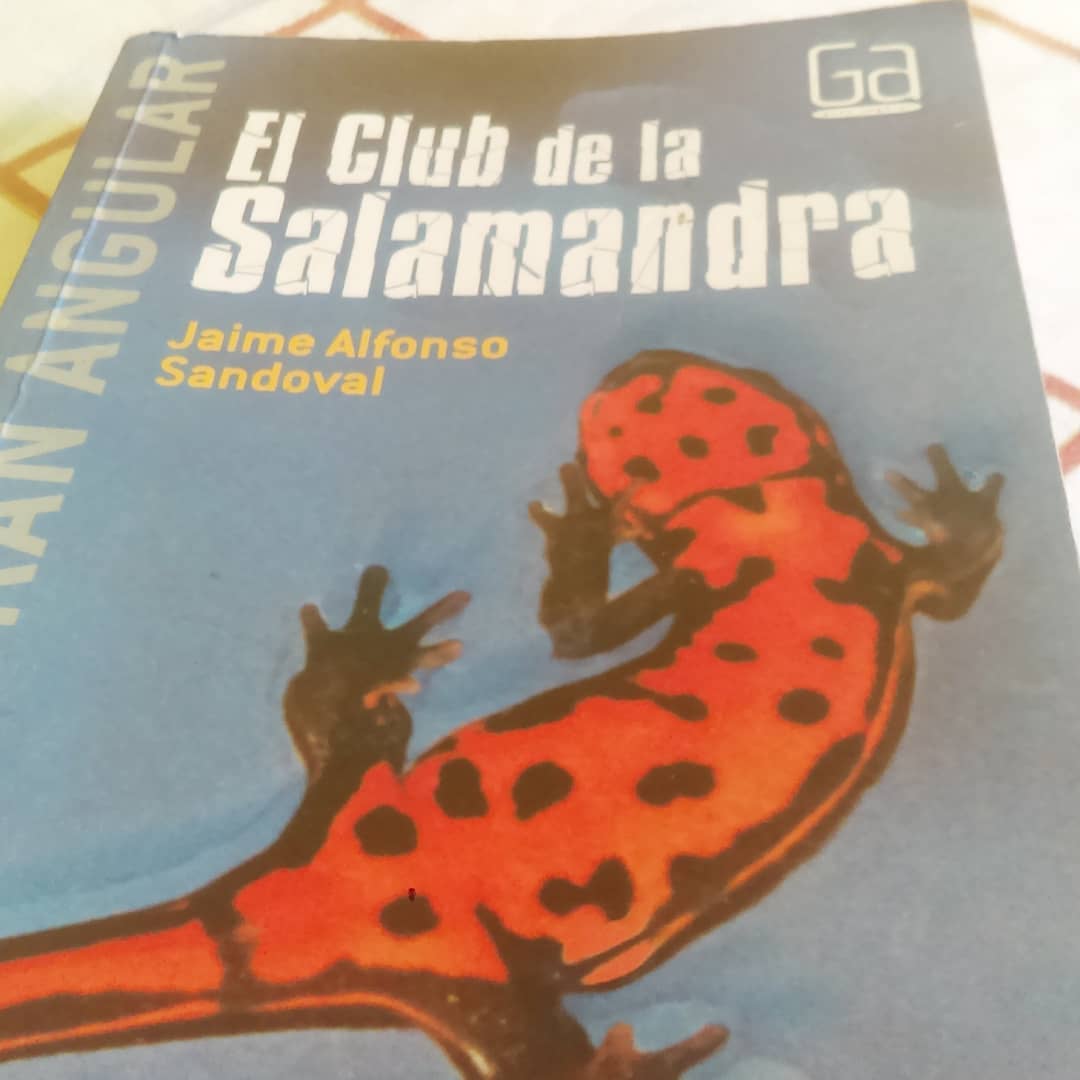 Ga
El Club de la
Salamandra
Jaime Alfonso
Sandoval
RAN ANGULAR